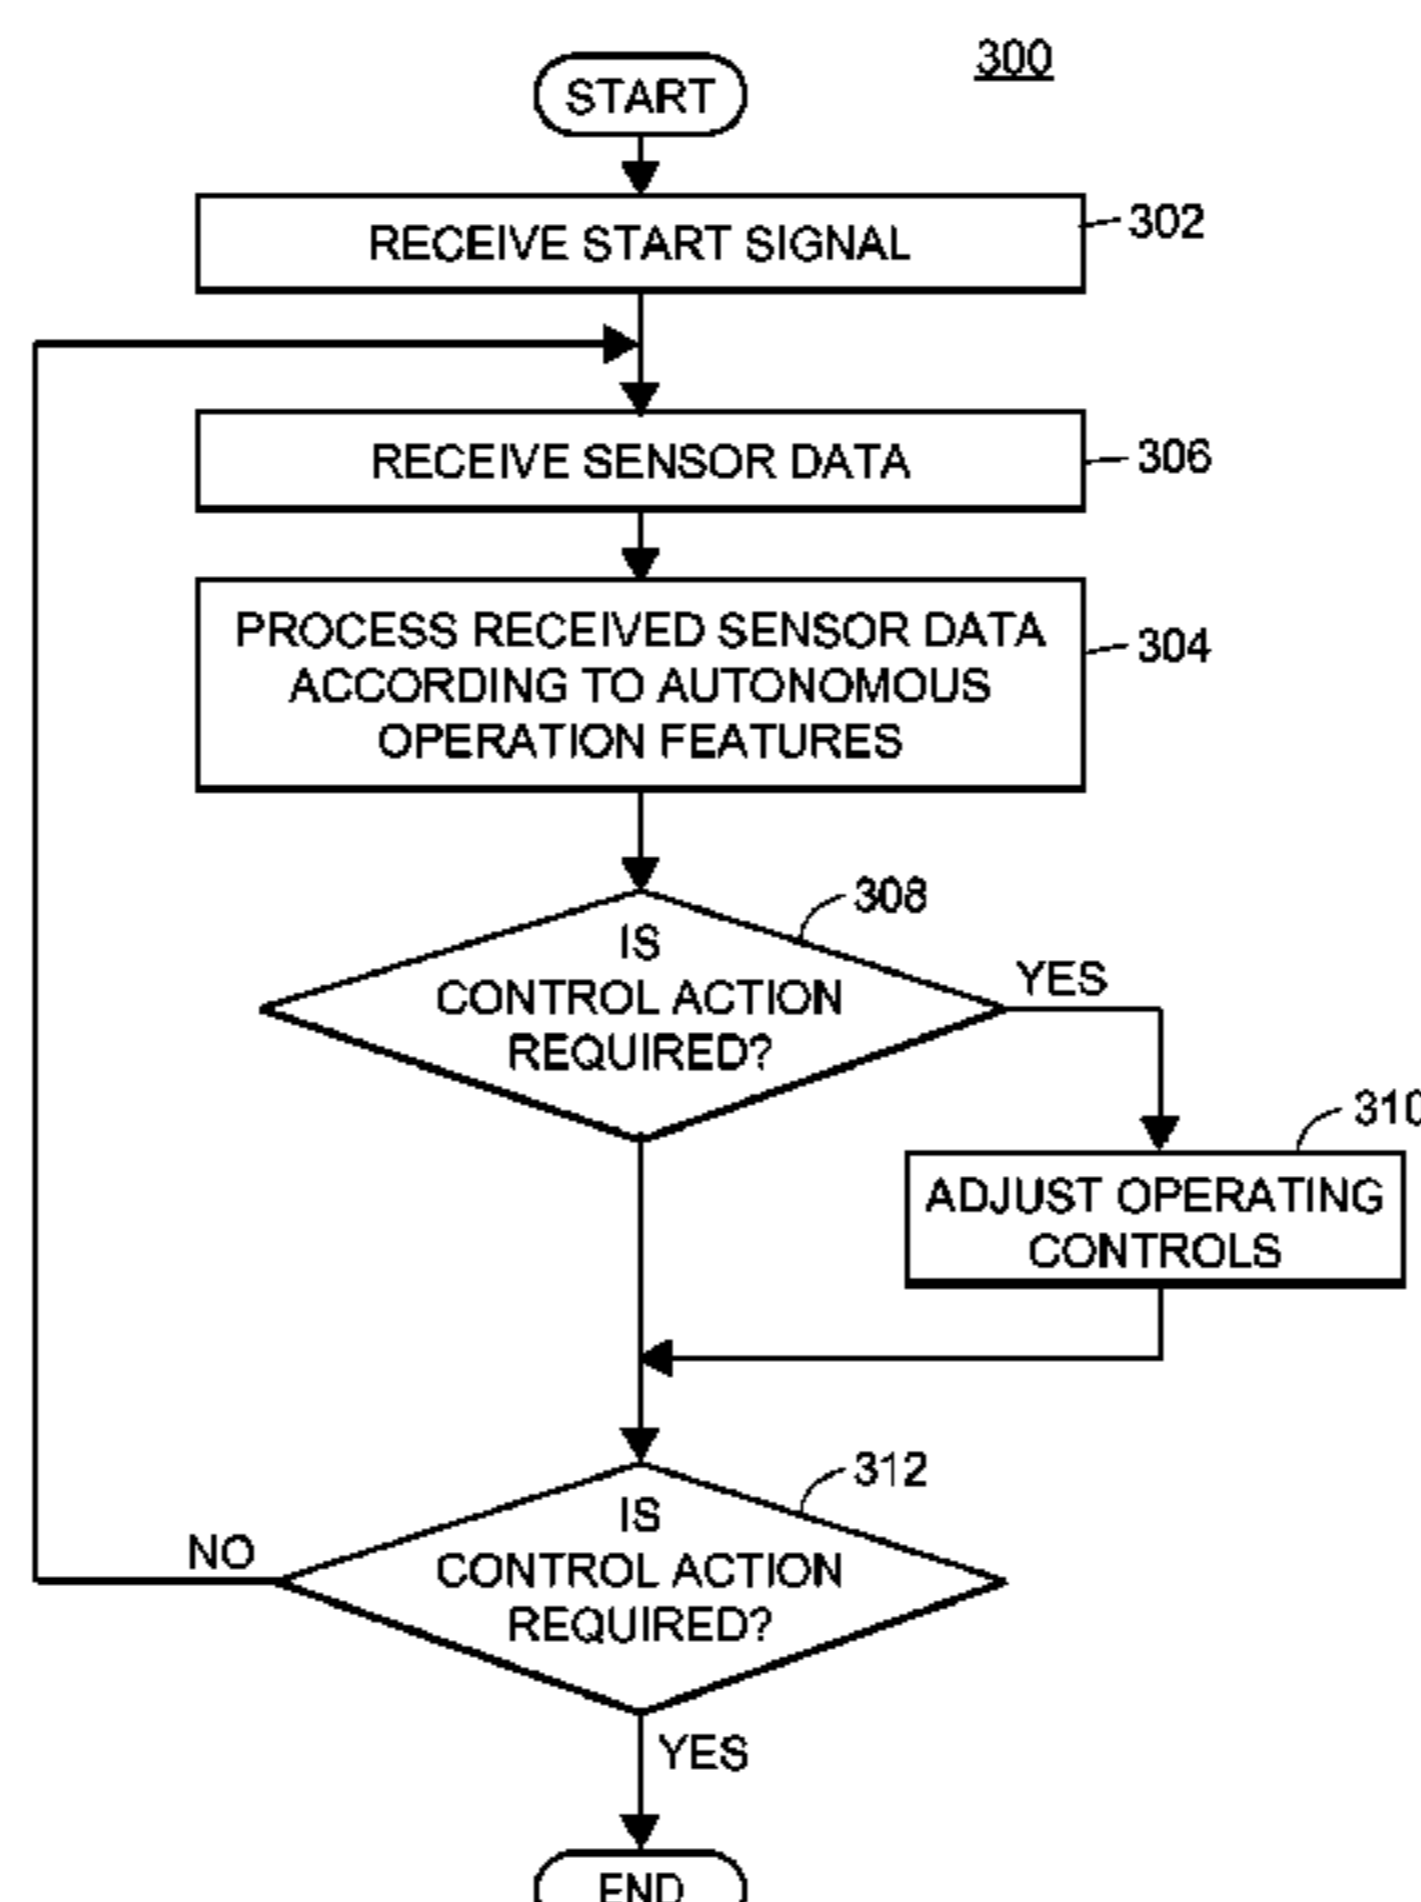 300
START
RECEIVE START SIGNAL
302
RECEIVE SENSOR DATA
306
PROCESS RECEIVED SENSOR DATA
ACCORDING TO AUTONOMOUS
OPERATION FEATURES
304
308
IS
CONTROL ACTION
REQUIRED?
YES
310
ADJUST OPERATING
CONTROLS
312
IS
CONTROL ACTION
REQUIRED?
NO
YES
END